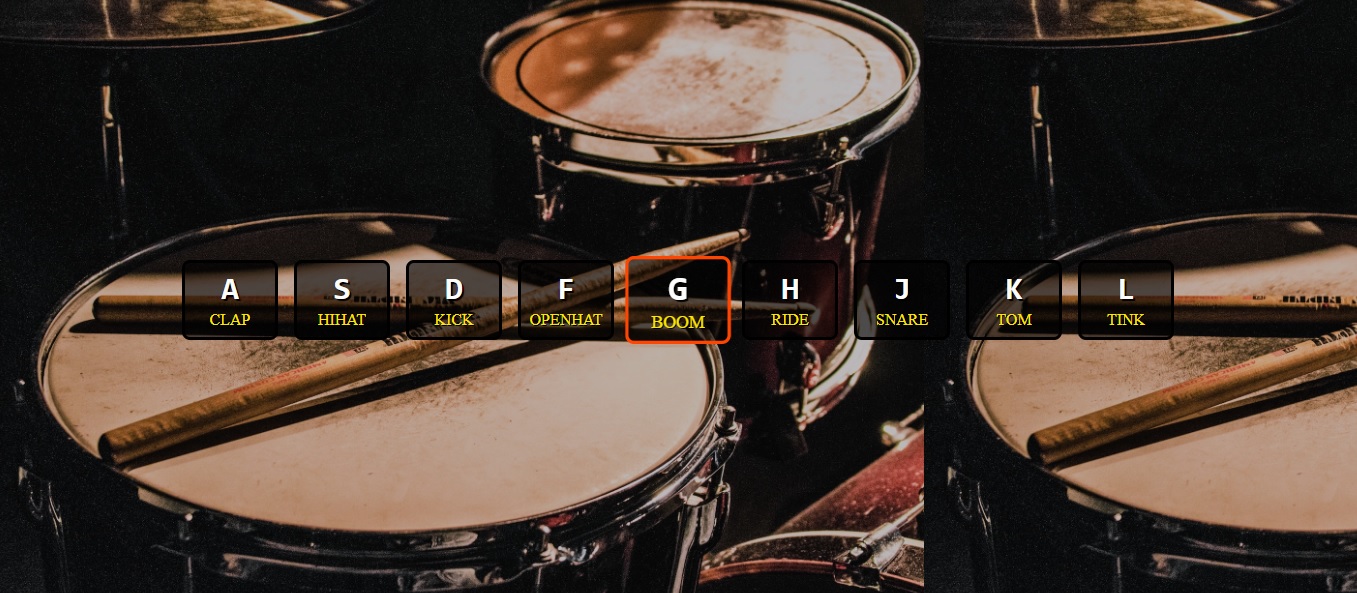 A S D F G H J K L
CLAP HIHAT KICK OPENHAT BOOM RIDE SNARE TOM TINK